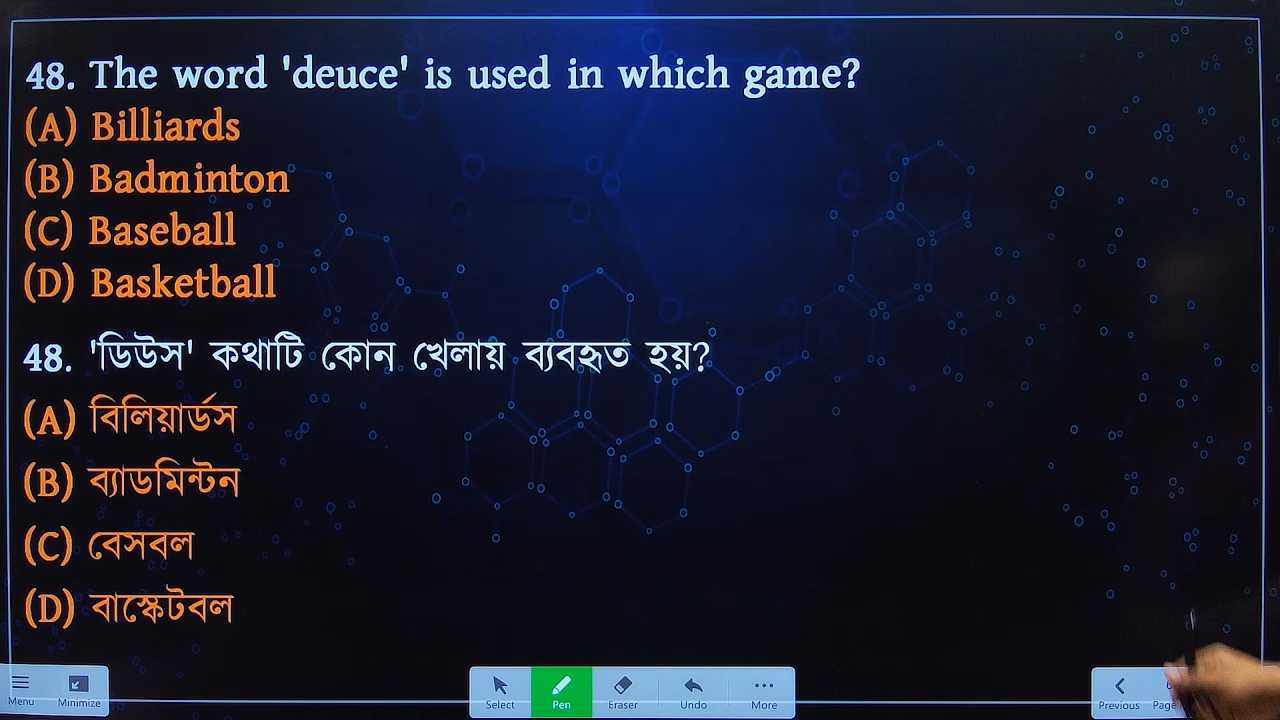 48. The word 'deuce' is used in which game?
(A) Billiards
(B) Badminton
(C) Baseball
(D) Basketball
48. 'ডিউস' কথাটি কোন খেলায় ব্যবহৃত হয়?
(A) বিলিয়ার্ডস
(B) ব্যাডমিন্টন
(C) বেসবল
(D) বাস্কেটবল
Menu Minimize Select Pen Eraser Undo More Previous Page